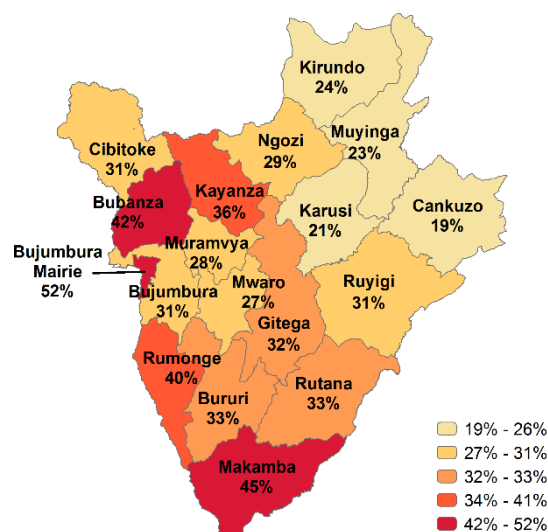 Kirundo
24%
Muyinga
23%
Ngozi
29%
Cibitoke
31%
Kayanza
36%
Bubanza
42%
Karusi
21%
Cankuzo
19%
Muramvya
28%
Bujumbura
Mairie
52%
Bujumbura
31%
Mwaro
27%
Ruyigi
31%
Gitega
32%
Rumonge
40%
Bururi
33%
Rutana
33%
Makamba
45%
19% - 26%
27% - 31%
32% - 33%
34% - 41%
42% - 52%